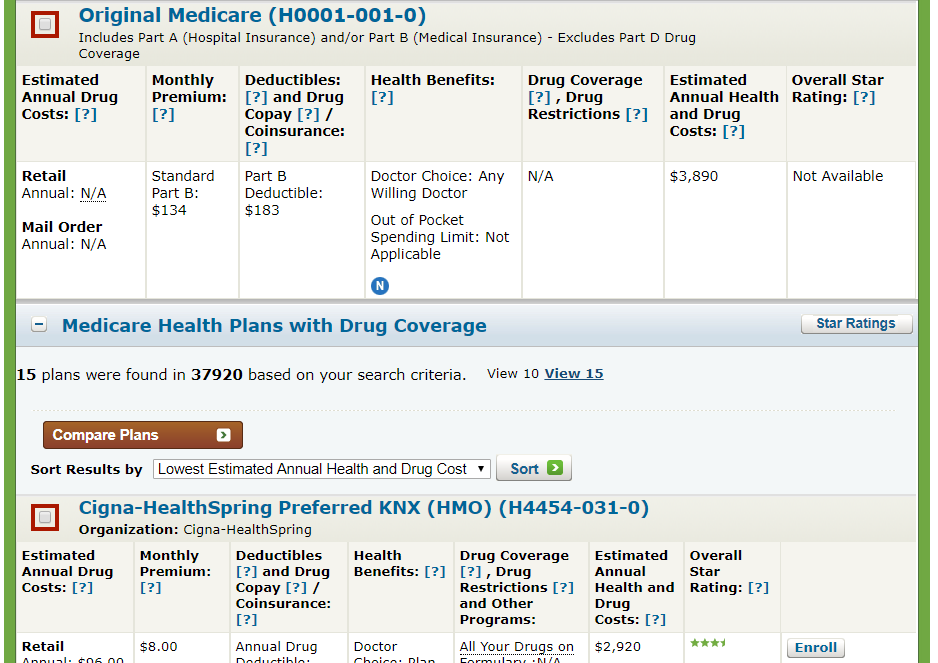 Original Medicare (H0001-001-0)
Includes Part A (Hospital Insurance) and/or Part B (Medical Insurance) - Excludes Part D Drug
Coverage
Estimated
Annual Drug
Costs: [?]
Monthly
Premium:
[?]
Deductibles:
[?] and Drug
Copay [?] /
Coinsurance:
[?]
Health Benefits:
[?]
Drug Coverage
[?] , Drug
Restrictions [?]
Estimated
Annual Health
and Drug
Costs: [?]
Overall Star
Rating: [?]
Retail
Annual: N/A
Mail Order
Annual: N/A
Standard
Part B:
$134
Part B
Deductible:
$183
Doctor Choice: Any
Willing Doctor
Out of Pocket
Spending Limit: Not
Applicable
N
N/A
$3,890
Not Available
Medicare Health Plans with Drug Coverage
Star Ratings
15 plans were found in 37920 based on your search criteria. View 10 View 15
Compare Plans
Sort Results by Lowest Estimated Annual Health and Drug Cost Sort
Cigna-HealthSpring Preferred KNX (HMO) (H4454-031-0)
Organization: Cigna-HealthSpring
Estimated
Annual Drug
Costs: [?]
Monthly
Premium:
[?]
Deductibles
[?] and Drug
Copay [?] /
Coinsurance:
[?]
Health
Benefits: [?]
Drug Coverage
[?] , Drug
Restrictions [?]
and Other
Programs:
Estimated
Annual
Health and
Drug
Costs: [?]
Overall
Star
Rating: [?]
Retail
Annual: $96.00
$8.00
Annual Drug
Deductible:
Doctor
Choice: Plan
All Your Drugs on
Formulary :N/A
$2,920
Enroll